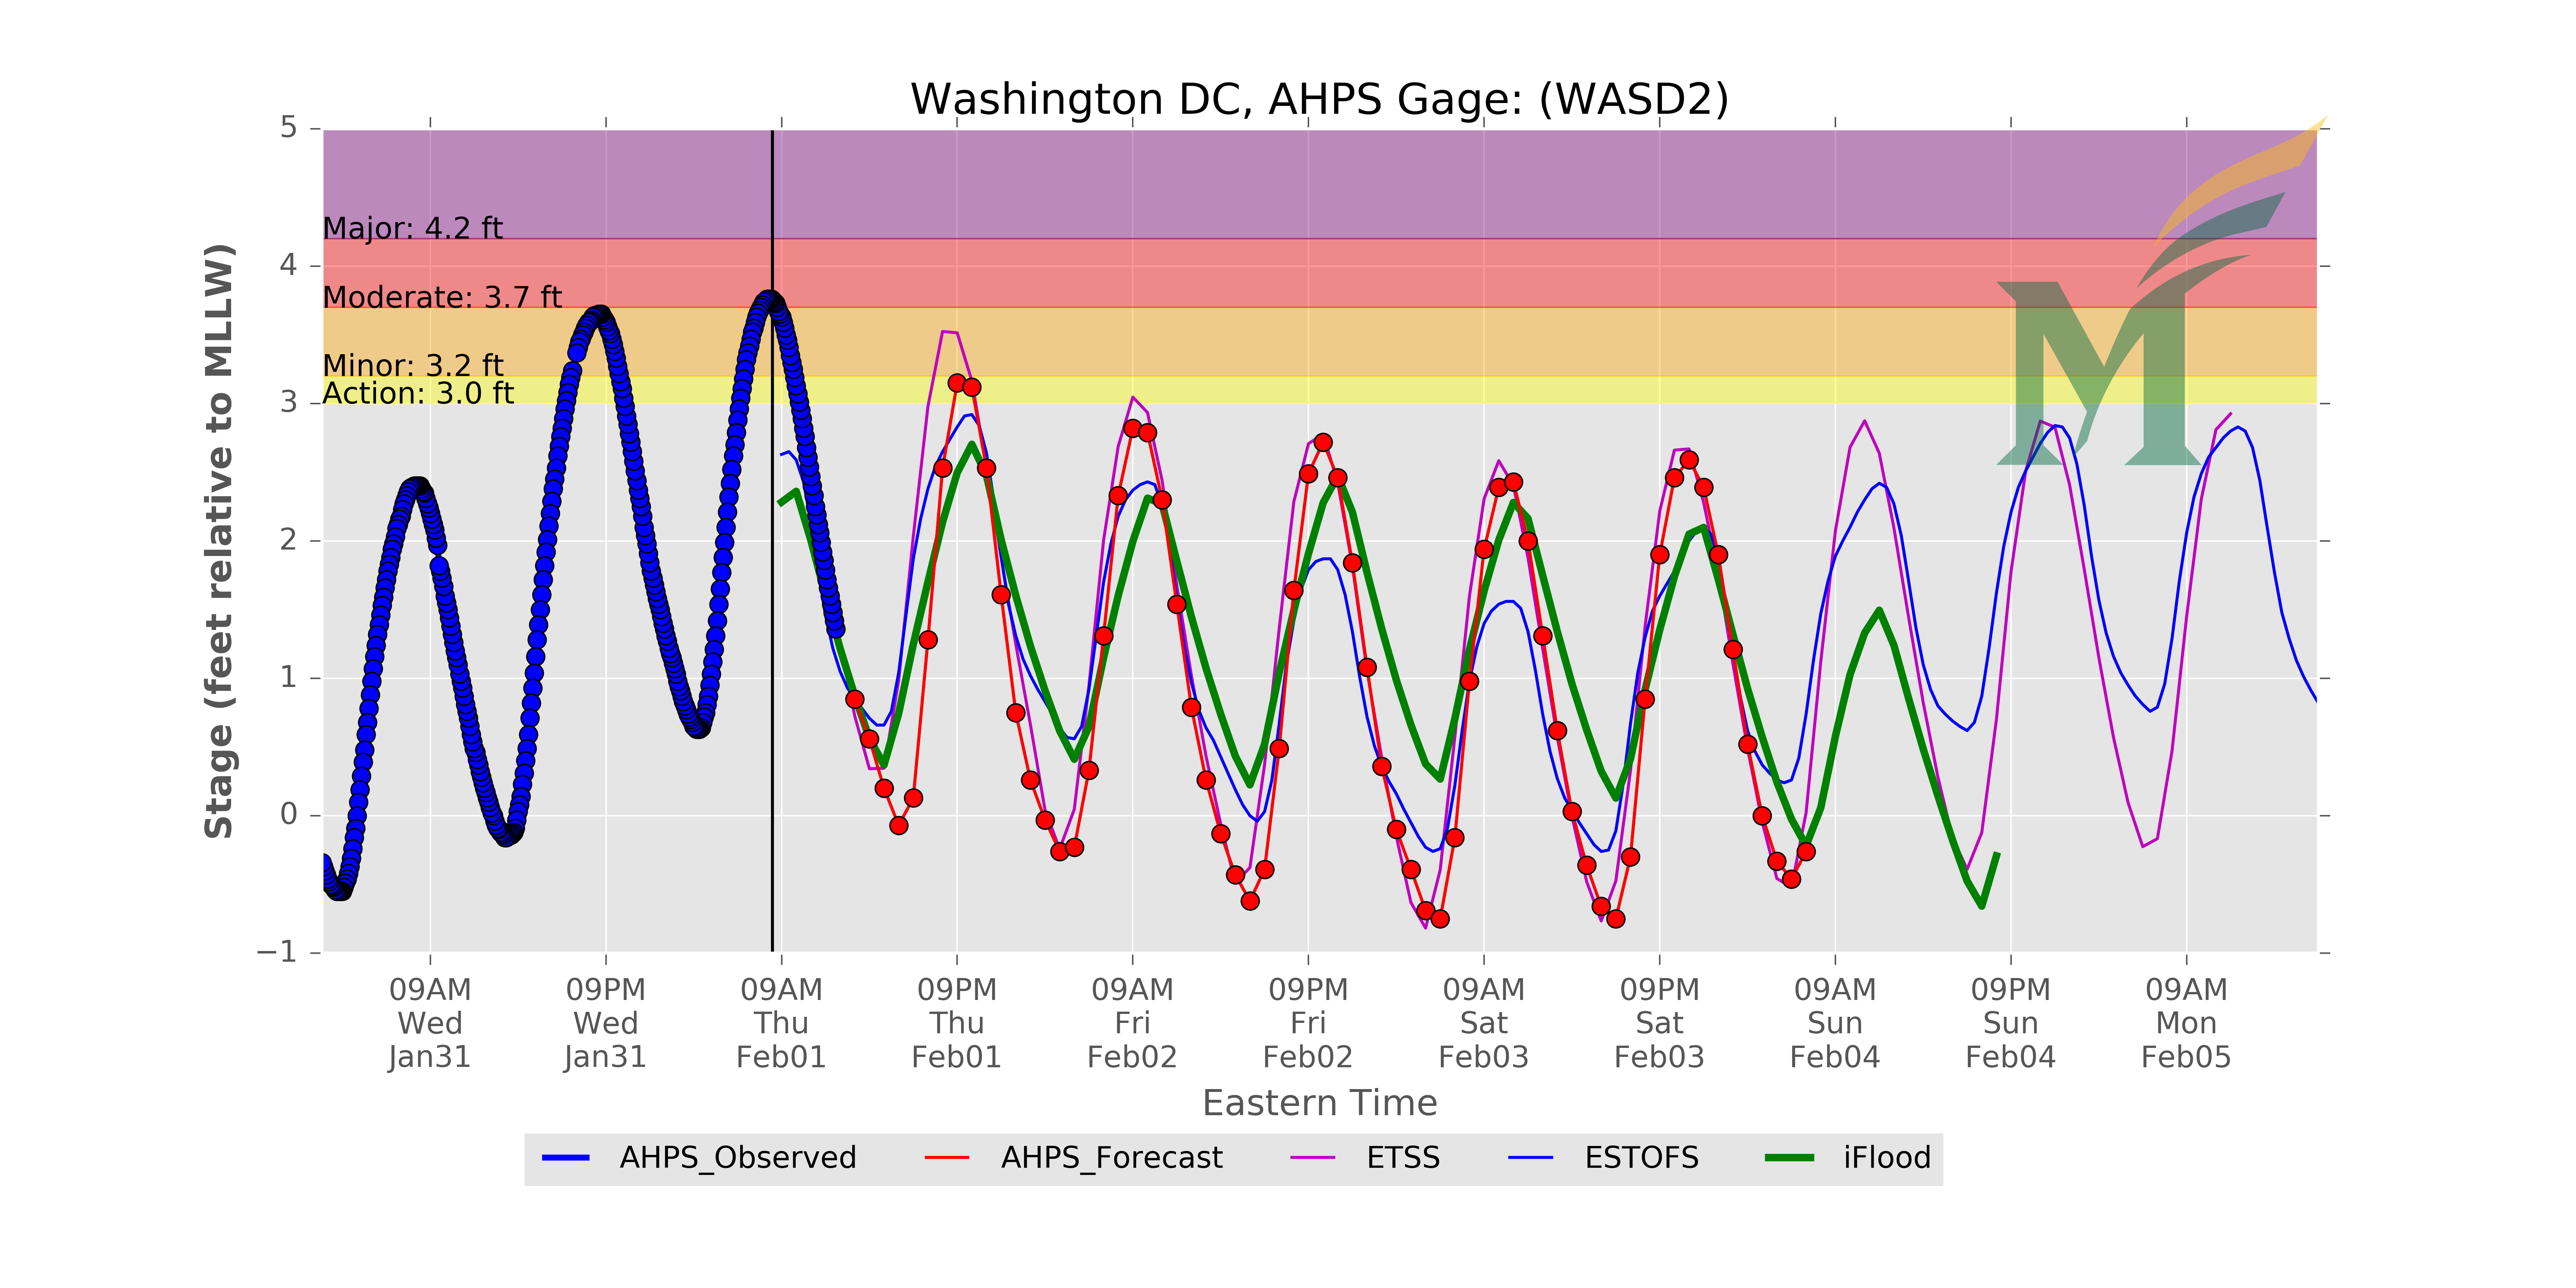 Washington DC, AHPS Gage: (WASD2)
Stage (feet relative to MLLW)
5
4
3
2
1
0
−1
Major: 4.2 ft
Moderate: 3.7 ft
Minor: 3.2 ft
Action: 3.0 ft
M
09AM 09PM 09AM 09PM 09AM 09PM 09AM 09PM 09AM 09PM 09AM
Wed Wed Thu Thu Fri Fri Sat Sat Sun Sun Mon
Jan31 Jan31 Feb01 Feb01 Feb02 Feb02 Feb03 Feb03 Feb04 Feb04 Feb05
Eastern Time
AHPS_Observed AHPS_Forecast ETSS ESTOFS iFlood